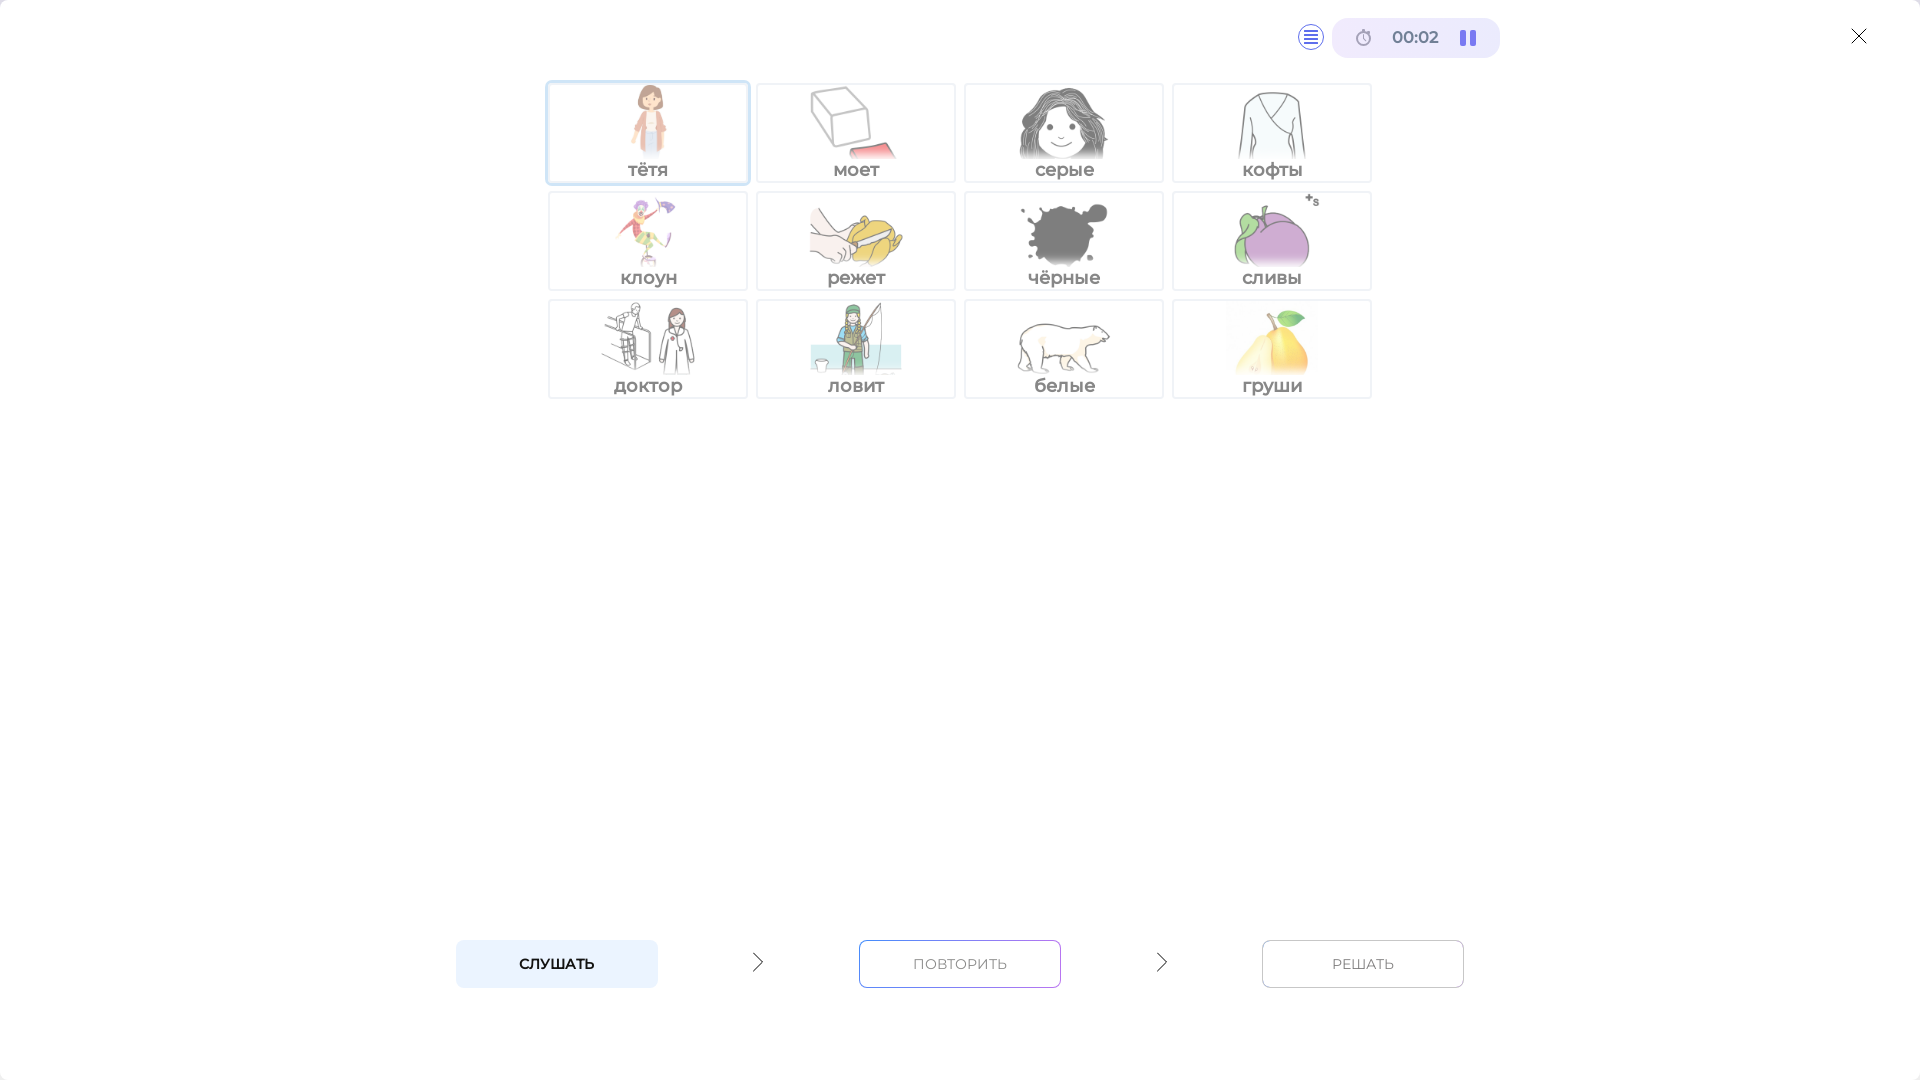 00:02
тётя моет серые кофты
+s
клоун режет чёрные сливы
доктор ловит белые груши
СЛУШАТЬ ПОВТОРИТЬ РЕШАТЬ